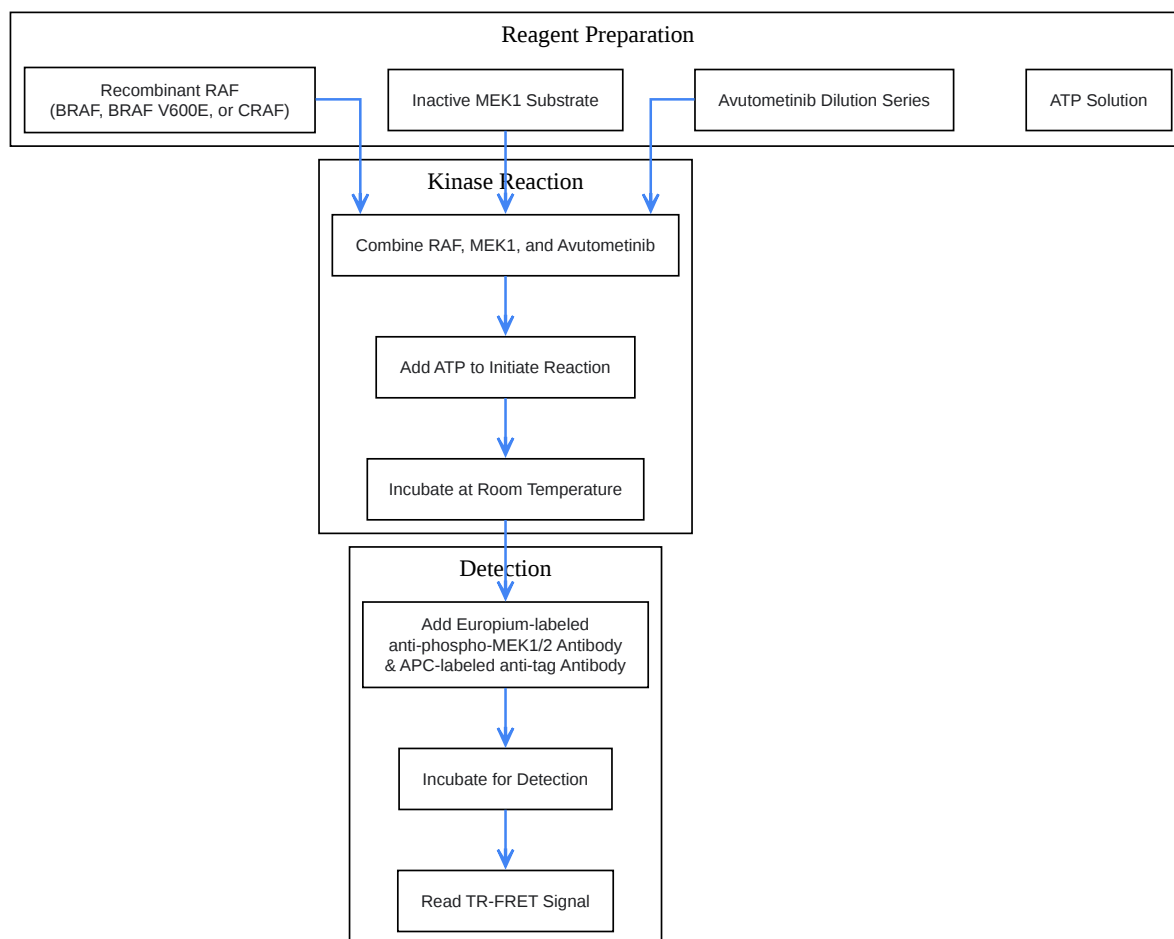 Reagent Preparation
Recombinant RAF
(BRAF, BRAF V600E, or CRAF)
Inactive MEK1 Substrate
Avutometinib Dilution Series
ATP Solution
Kinase Reaction
Combine RAF, MEK1, and Avutometinib
Add ATP to Initiate Reaction
Incubate at Room Temperature
Detection
Add Europium-labeled
anti-phospho-MEK1/2 Antibody
& APC-labeled anti-tag Antibody
Incubate for Detection
Read TR-FRET Signal